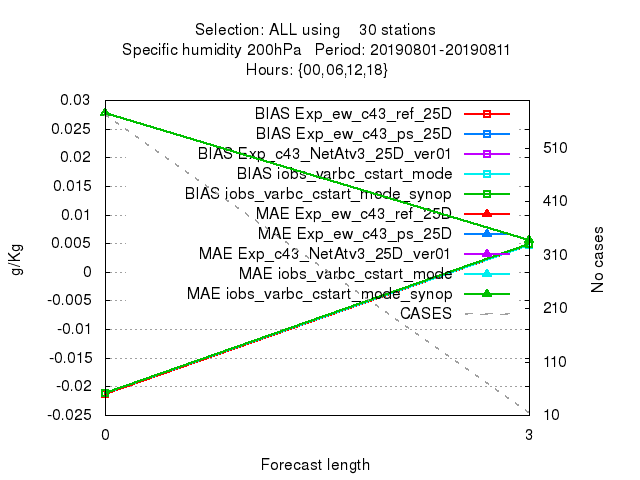 Selection: ALL using    30 stations
Specific humidity 200hPa   Period: 20190801-20190811
Hours: {00,06,12,18}
0.03
0.025
0.02
0.015
0.01
0.005
0
-0.005
-0.01
-0.015
-0.02
-0.025
g/Kg
BIAS Exp_ew_c43_ref_25D
BIAS Exp_ew_c43_ps_25D
BIAS Exp_c43_NetAtv3_25D_ver01
BIAS iobs_varbc_cstart_mode
BIAS iobs_varbc_cstart_mode_synop
MAE Exp_ew_c43_ref_25D
MAE Exp_ew_c43_ps_25D
MAE Exp_c43_NetAtv3_25D_ver01
MAE iobs_varbc_cstart_mode
MAE iobs_varbc_cstart_mode_synop
CASES
510
410
310
210
110
10
No cases
0
3
Forecast length